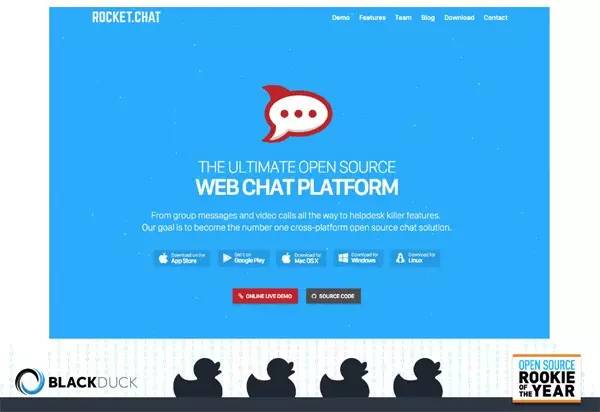 ROCKET.CHAT
Demo Features Team Blog Download Contact
THE ULTIMATE OPEN SOURCE
WEB CHAT PLATFORM
From group messages and video calls all the way to helpdesk killer features.
Our goal is to become the number one cross-platform open source chat solution.
Download on the
App Store
Get it on
Google Play
Download for
Mac OS X
Download for
Windows
Download for
Linux
ONLINE LIVE DEMO
SOURCE CODE
BLACKDUCK
OPEN SOURCE
ROOKIE
OF THE YEAR